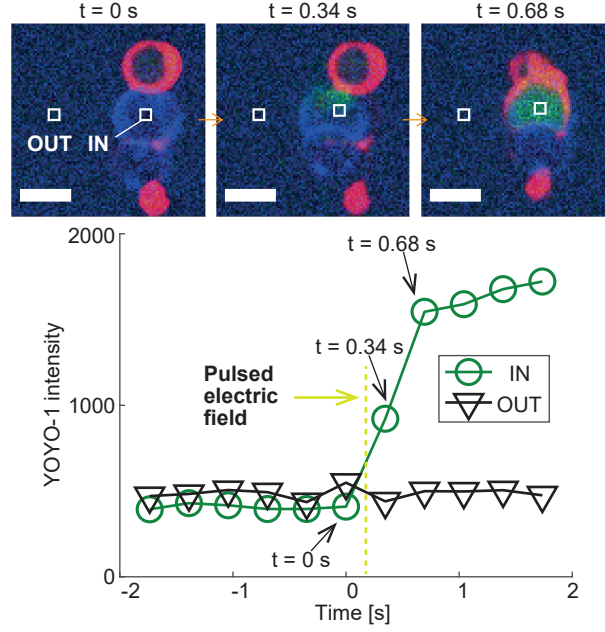 t = 0 s
t = 0.34 s
t = 0.68 s
OUT IN
2000
1000
0
YOYO-1 intensity
t = 0.68 s
t = 0.34 s
Pulsed
electric
field
IN
OUT
t = 0 s
-2
-1
0
1
2
Time [s]